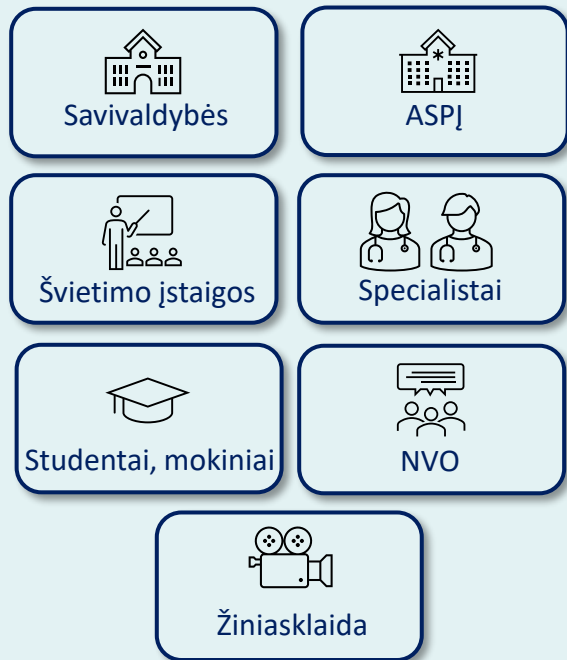 Savivaldybės
ASPĮ
Švietimo įstaigos
Specialistai
Studentai, mokiniai
NVO
Žiniasklaida